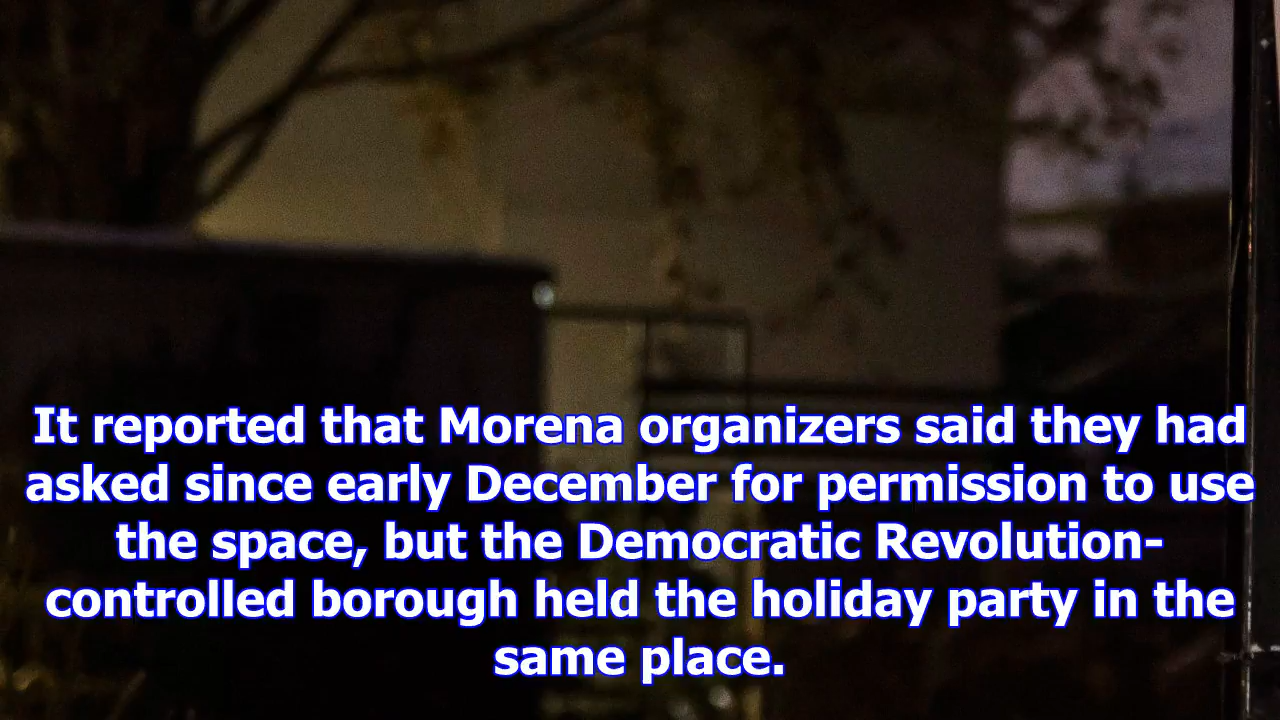 It reported that Morena organizers said they had
asked since early December for permission to use
the space, but the Democratic Revolution-
controlled borough held the holiday party in the
same place.